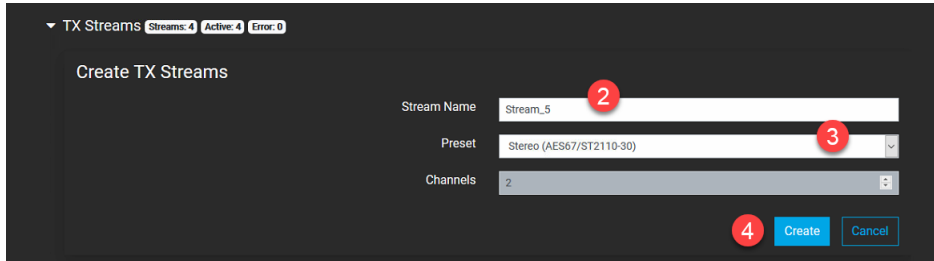 TX Streams Streams: 4 Active: 4 Error: 0
Create TX Streams
Stream Name Stream_5 2
Preset Stereo (AES67/ST2110-30) 3
Channels 2
4 Create Cancel